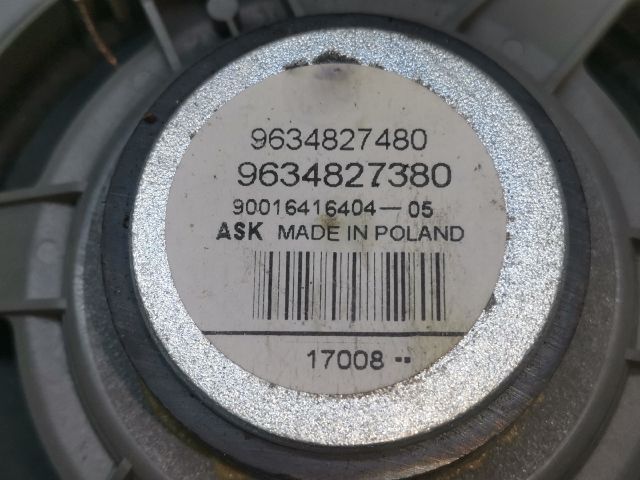 9634827480
9634827380
90016416404-05
ASK MADE IN POLAND
17008 --